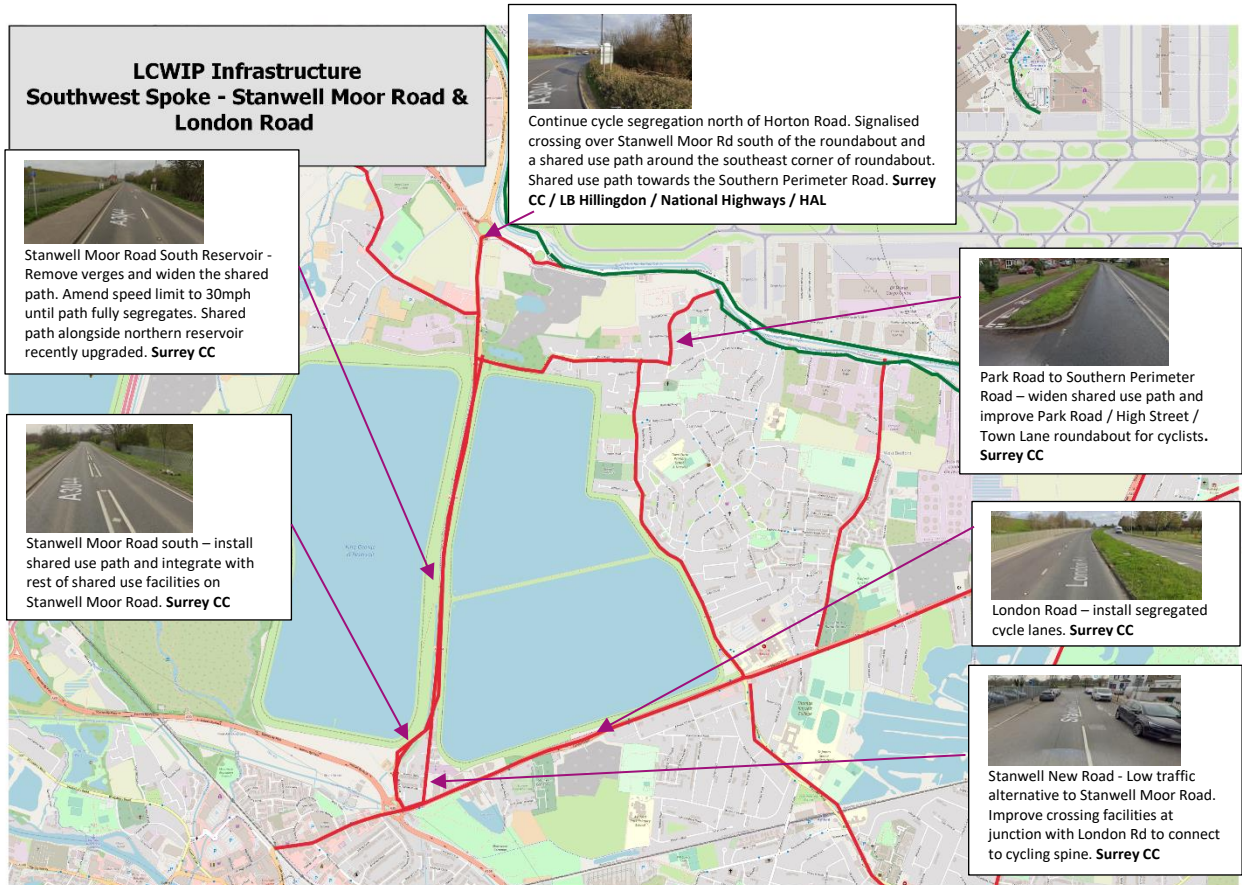 LCWIP Infrastructure
Southwest Spoke - Stanwell Moor Road &
London Road
Continue cycle segregation north of Horton Road. Signalised
crossing over Stanwell Moor Rd south of the roundabout and
a shared use path around the southeast corner of roundabout.
Shared use path towards the Southern Perimeter Road. Surrey
CC / LB Hillingdon / National Highways / HAL
A3044
Stanwell Moor Road South Reservoir -
Remove verges and widen the shared
path. Amend speed limit to 30mph
until path fully segregates. Shared
path alongside northern reservoir
recently upgraded. Surrey CC
A3044
Park Road to Southern Perimeter
Road – widen shared use path and
improve Park Road / High Street /
Town Lane roundabout for cyclists.
Surrey CC
A3044
Stanwell Moor Road south – install
shared use path and integrate with
rest of shared use facilities on
Stanwell Moor Road. Surrey CC
London Road – install segregated
cycle lanes. Surrey CC
Stanwell New Road - Low traffic
alternative to Stanwell Moor Road.
Improve crossing facilities at
junction with London Rd to connect
to cycling spine. Surrey CC